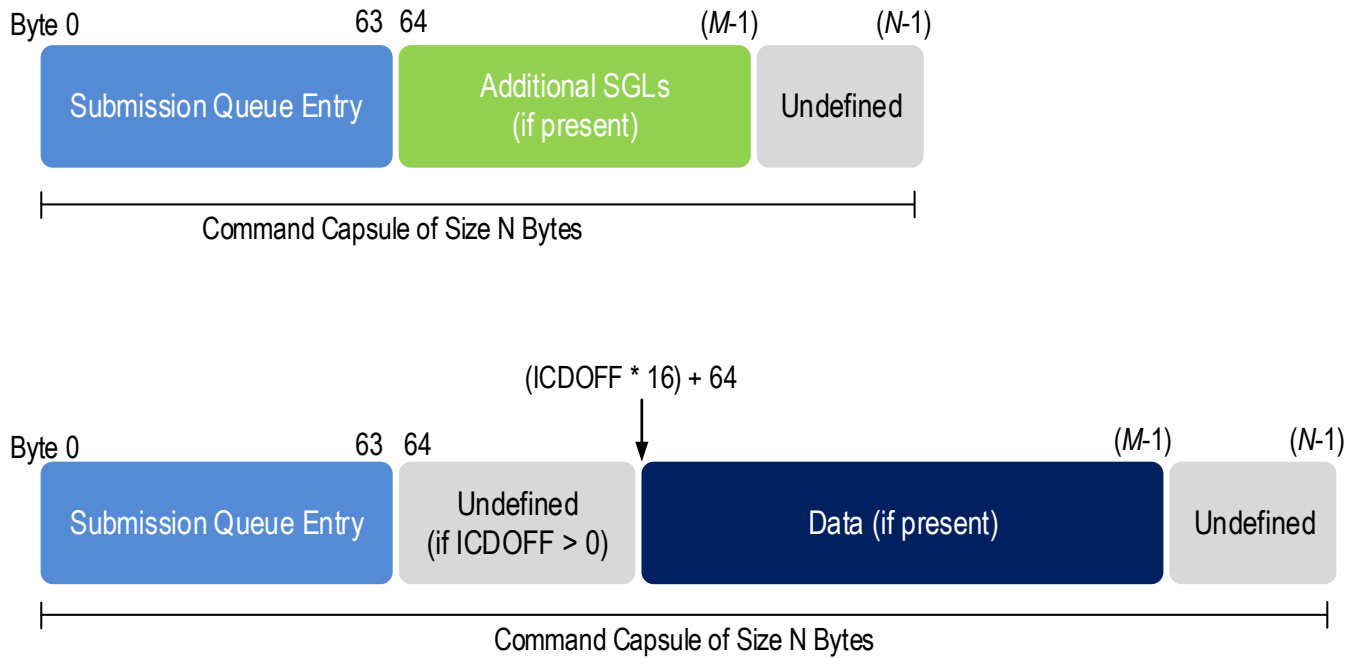 Byte 0 63 64 (M-1) (N-1)
Submission Queue Entry
Additional SGLs
(if present)
Undefined
Command Capsule of Size N Bytes
(ICDOFF * 16) + 64
Byte 0 63 64 (M-1) (N-1)
Submission Queue Entry
Undefined
(if ICDOFF > 0)
Data (if present)
Undefined
Command Capsule of Size N Bytes